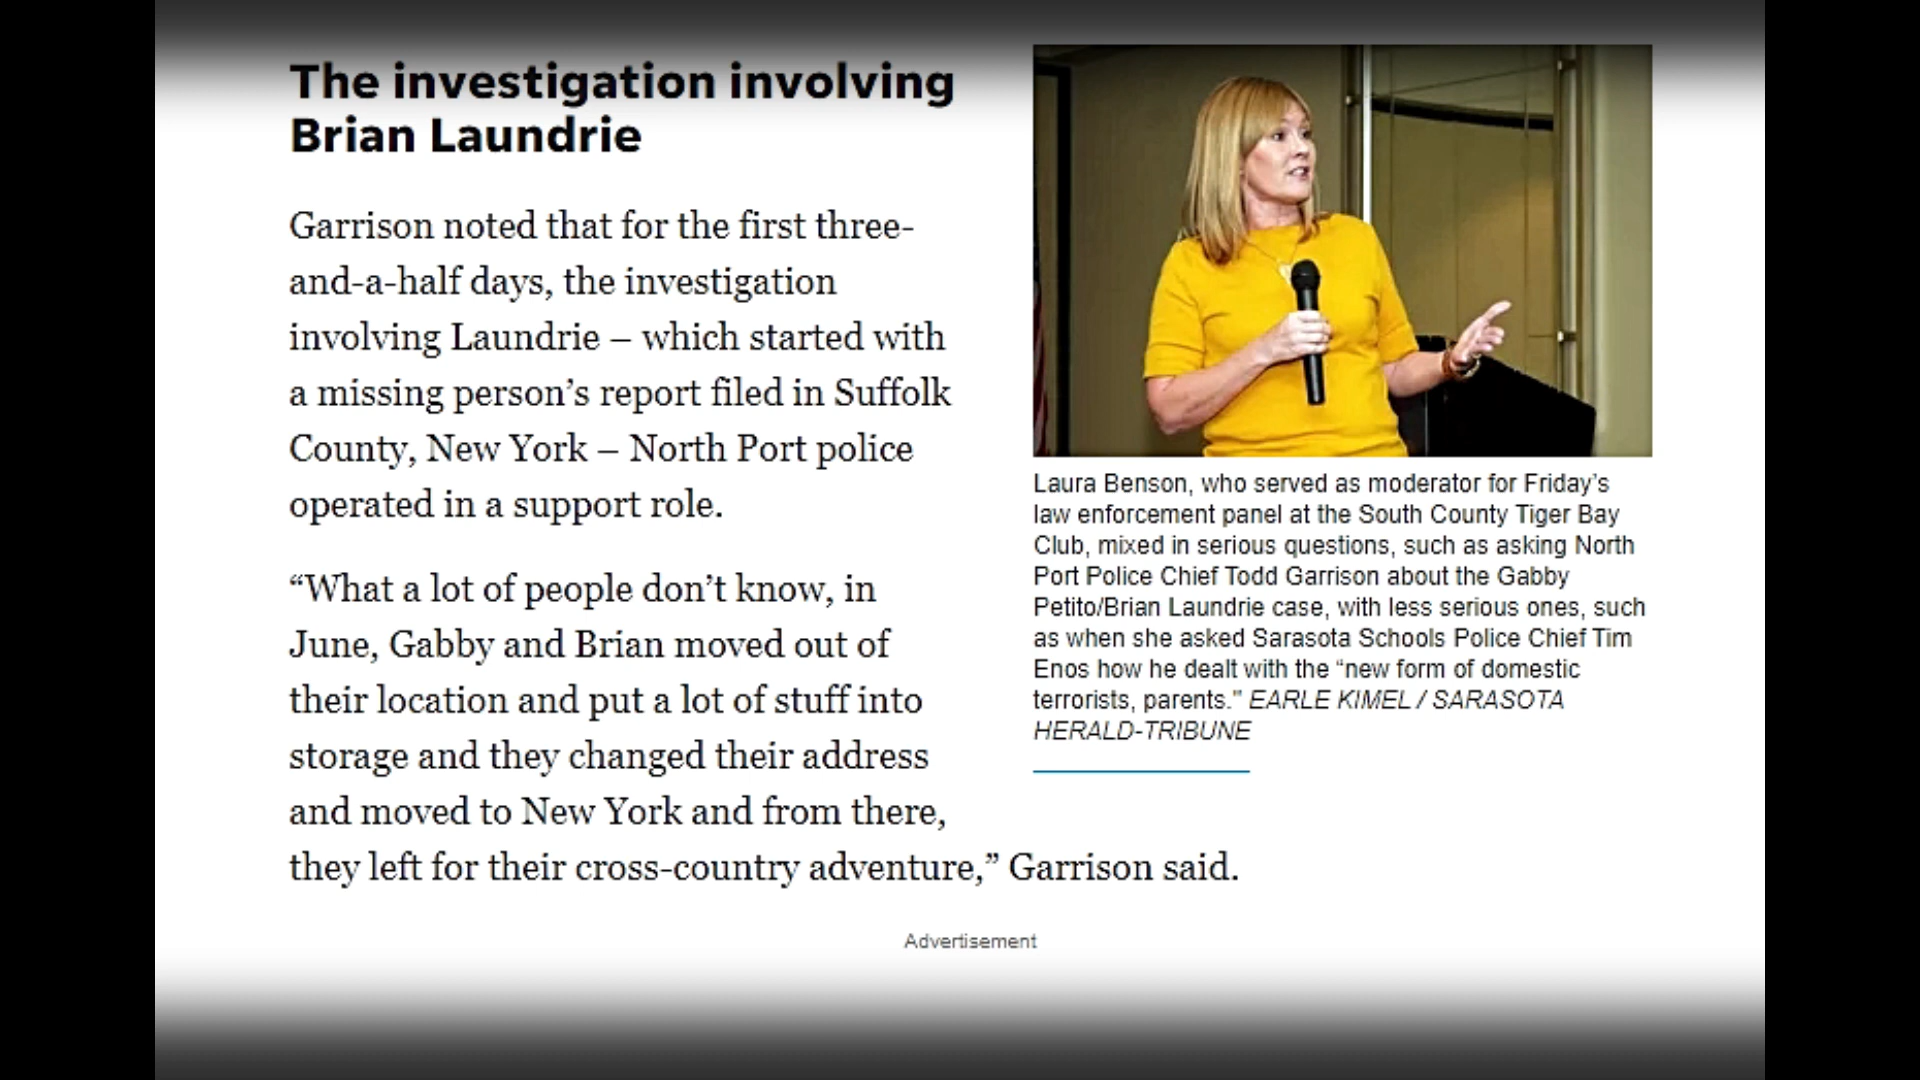 The investigation involving
Brian Laundrie
Garrison noted that for the first three-
and-a-half days, the investigation
involving Laundrie – which started with
a missing person’s report filed in Suffolk
County, New York – North Port police
operated in a support role.
“What a lot of people don’t know, in
June, Gabby and Brian moved out of
their location and put a lot of stuff into
storage and they changed their address
and moved to New York and from there,
they left for their cross-country adventure,” Garrison said.
Laura Benson, who served as moderator for Friday’s
law enforcement panel at the South County Tiger Bay
Club, mixed in serious questions, such as asking North
Port Police Chief Todd Garrison about the Gabby
Petito/Brian Laundrie case, with less serious ones, such
as when she asked Sarasota Schools Police Chief Tim
Enos how he dealt with the “new form of domestic
terrorists, parents." EARLE KIMEL / SARASOTA
HERALD-TRIBUNE
Advertisement